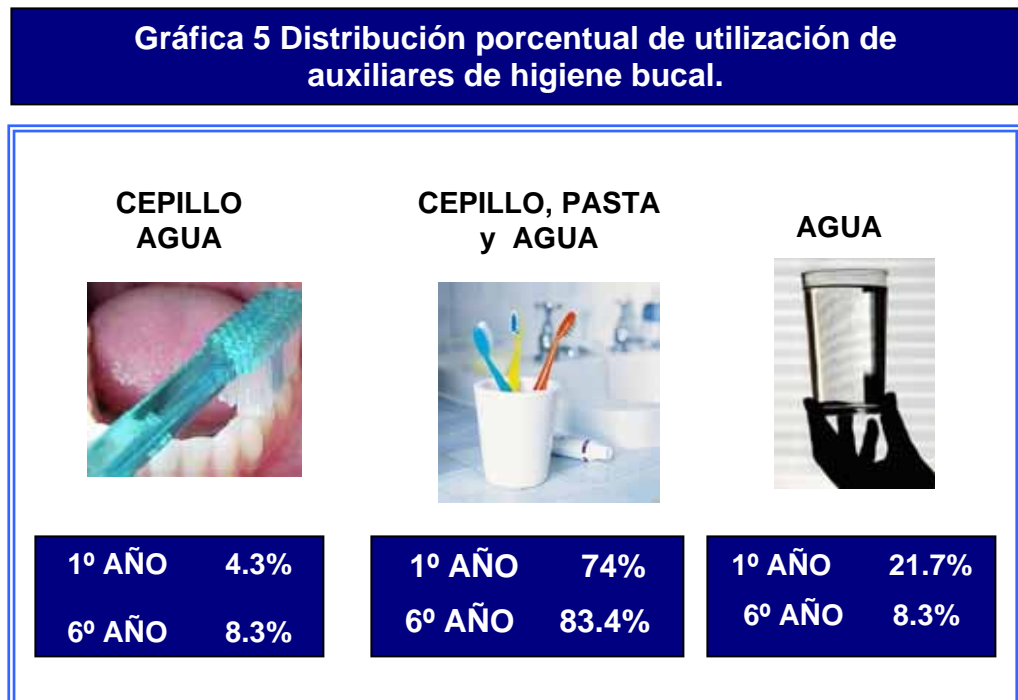 Gráfica 5 Distribución porcentual de utilización de
auxiliares de higiene bucal.
CEPILLO
AGUA
CEPILLO, PASTA
y AGUA
AGUA
1º AÑO 4.3%
6º AÑO 8.3%
1º AÑO 74%
6º AÑO 83.4%
1º AÑO 21.7%
6º AÑO 8.3%